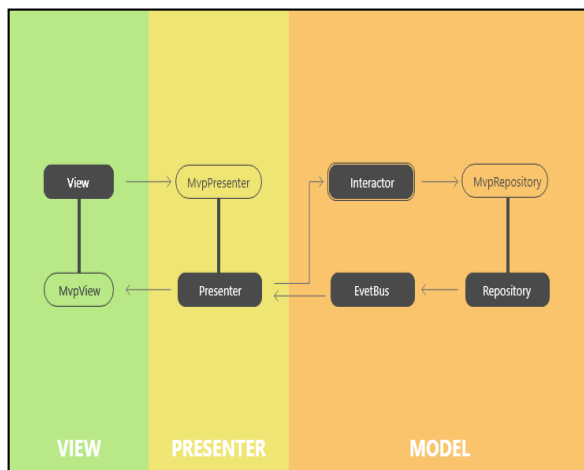 View
MvpPresenter
Interactor
MvpRepository
MvpView
Presenter
EvetBus
Repository
VIEW
PRESENTER
MODEL